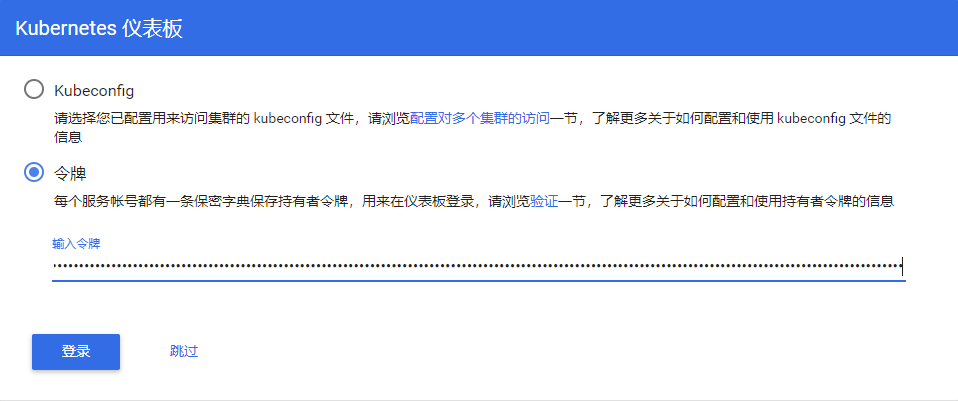 Kubernetes 仪表板
Kubeconfig
请选择您已配置用来访问集群的 kubeconfig 文件，请浏览配置对多个集群的访问一节，了解更多关于如何配置和使用 kubeconfig 文件的
信息
令牌
每个服务帐号都有一条保密字典保存持有者令牌，用来在仪表板登录，请浏览验证一节，了解更多关于如何配置和使用持有者令牌的信息
输入令牌
登录
跳过